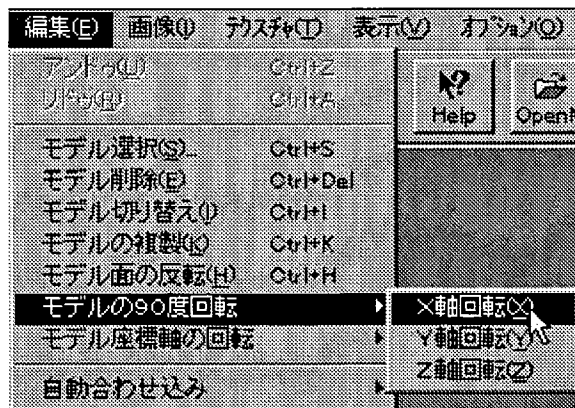 編集(E) 画像(I) テクスチャ(T) 表示(V) オプション(O)
アンドゥ(U) Ctrl+Z
リドゥ(R) Ctrl+A
Help Open
モデル選択(S)... Ctrl+S
モデル削除(E) Ctrl+Del
モデル切り替え(I) Ctrl+I
モデルの複製(K) Ctrl+K
モデル面の反転(H) Ctrl+H
モデルの90度回転
X軸回転(X)
モデル座標軸の回転
Y軸回転(Y)
Z軸回転(Z)
自動合わせ込み